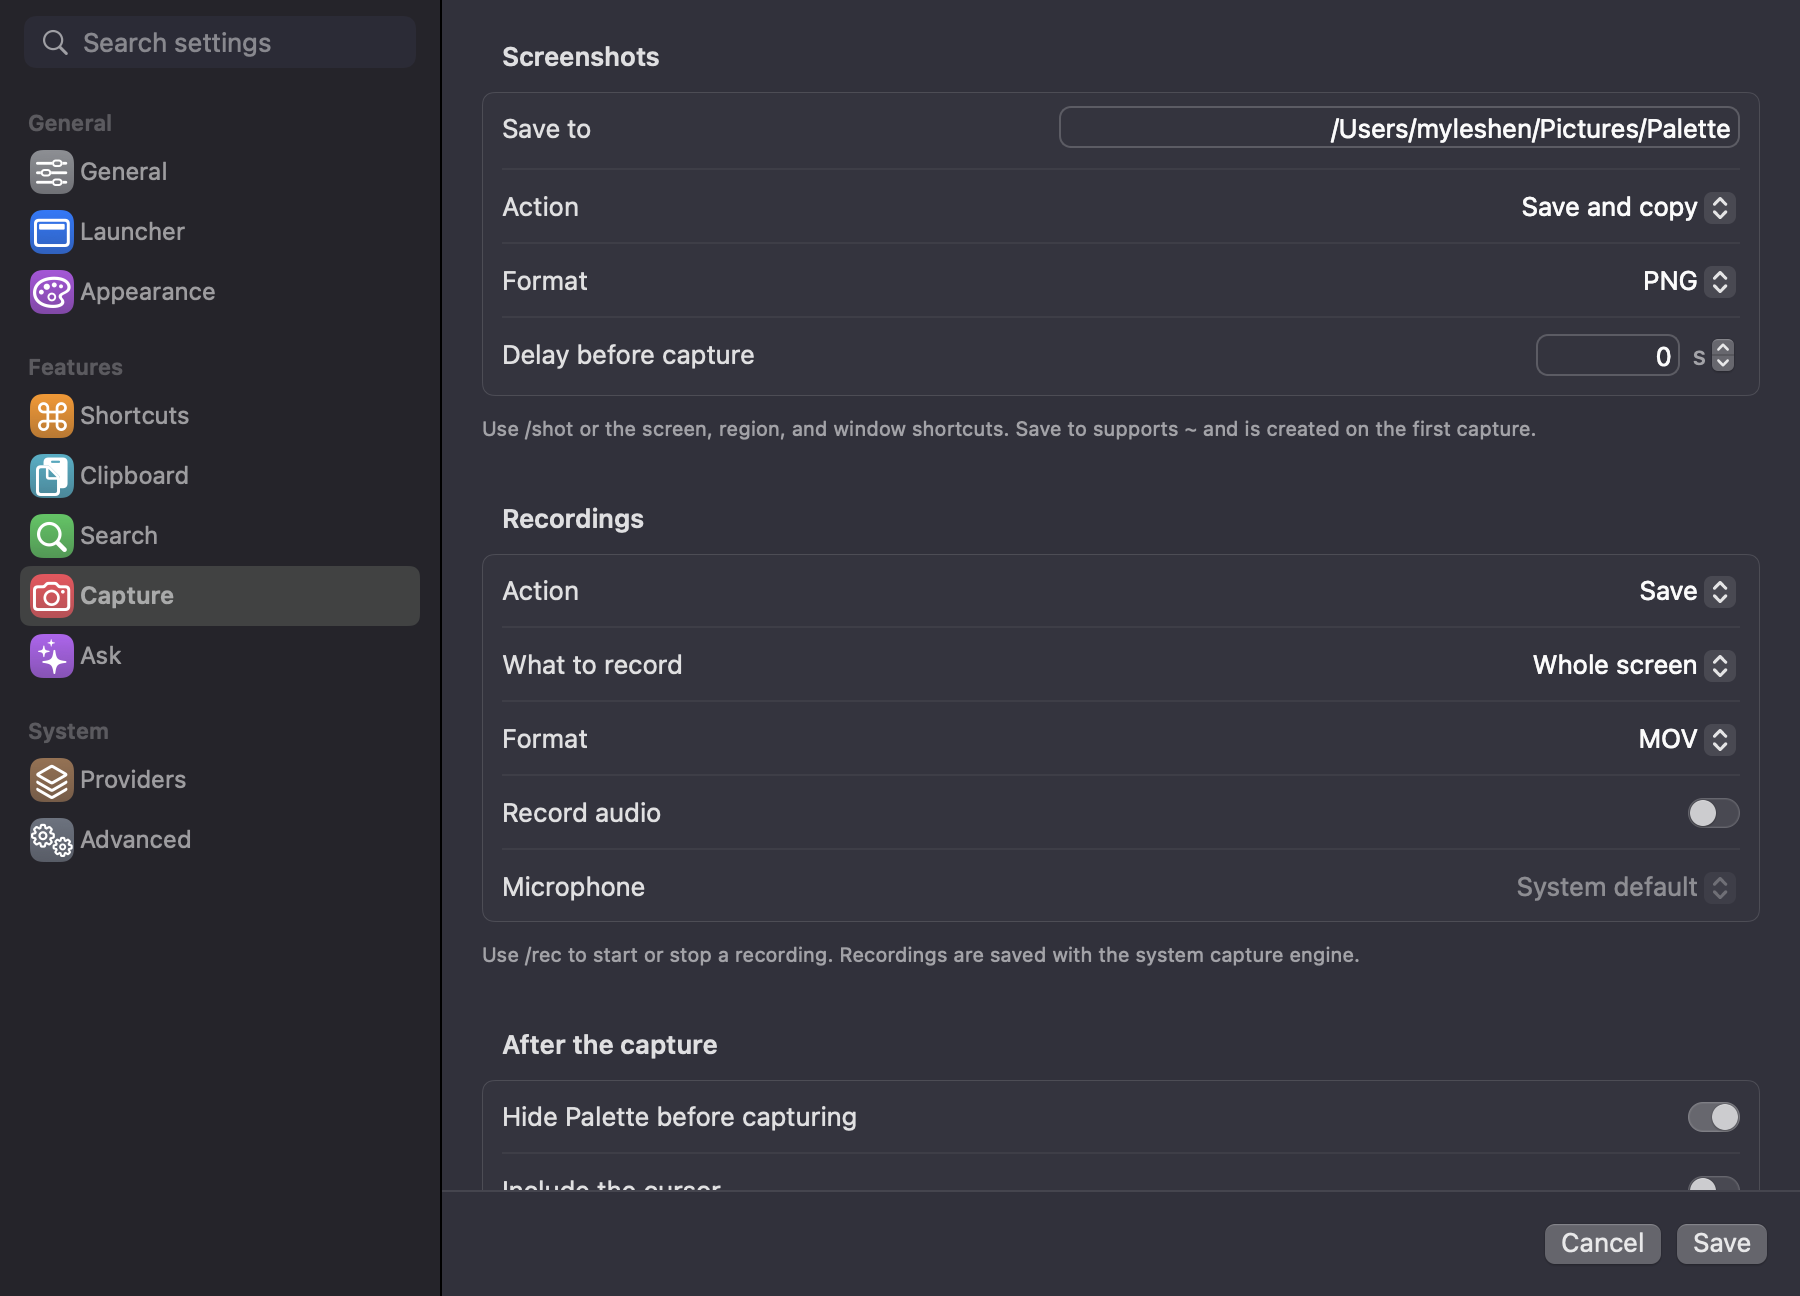 Search settings
General
General
Launcher
Appearance
Features
Shortcuts
Clipboard
Search
Capture
Ask
System
Providers
Advanced
Screenshots
Save to /Users/myleshen/Pictures/Palette
Action Save and copy
Format PNG
Delay before capture 0 s
Use /shot or the screen, region, and window shortcuts. Save to supports ~ and is created on the first capture.
Recordings
Action Save
What to record Whole screen
Format MOV
Record audio
Microphone System default
Use /rec to start or stop a recording. Recordings are saved with the system capture engine.
After the capture
Hide Palette before capturing
Include the cursor
Cancel Save